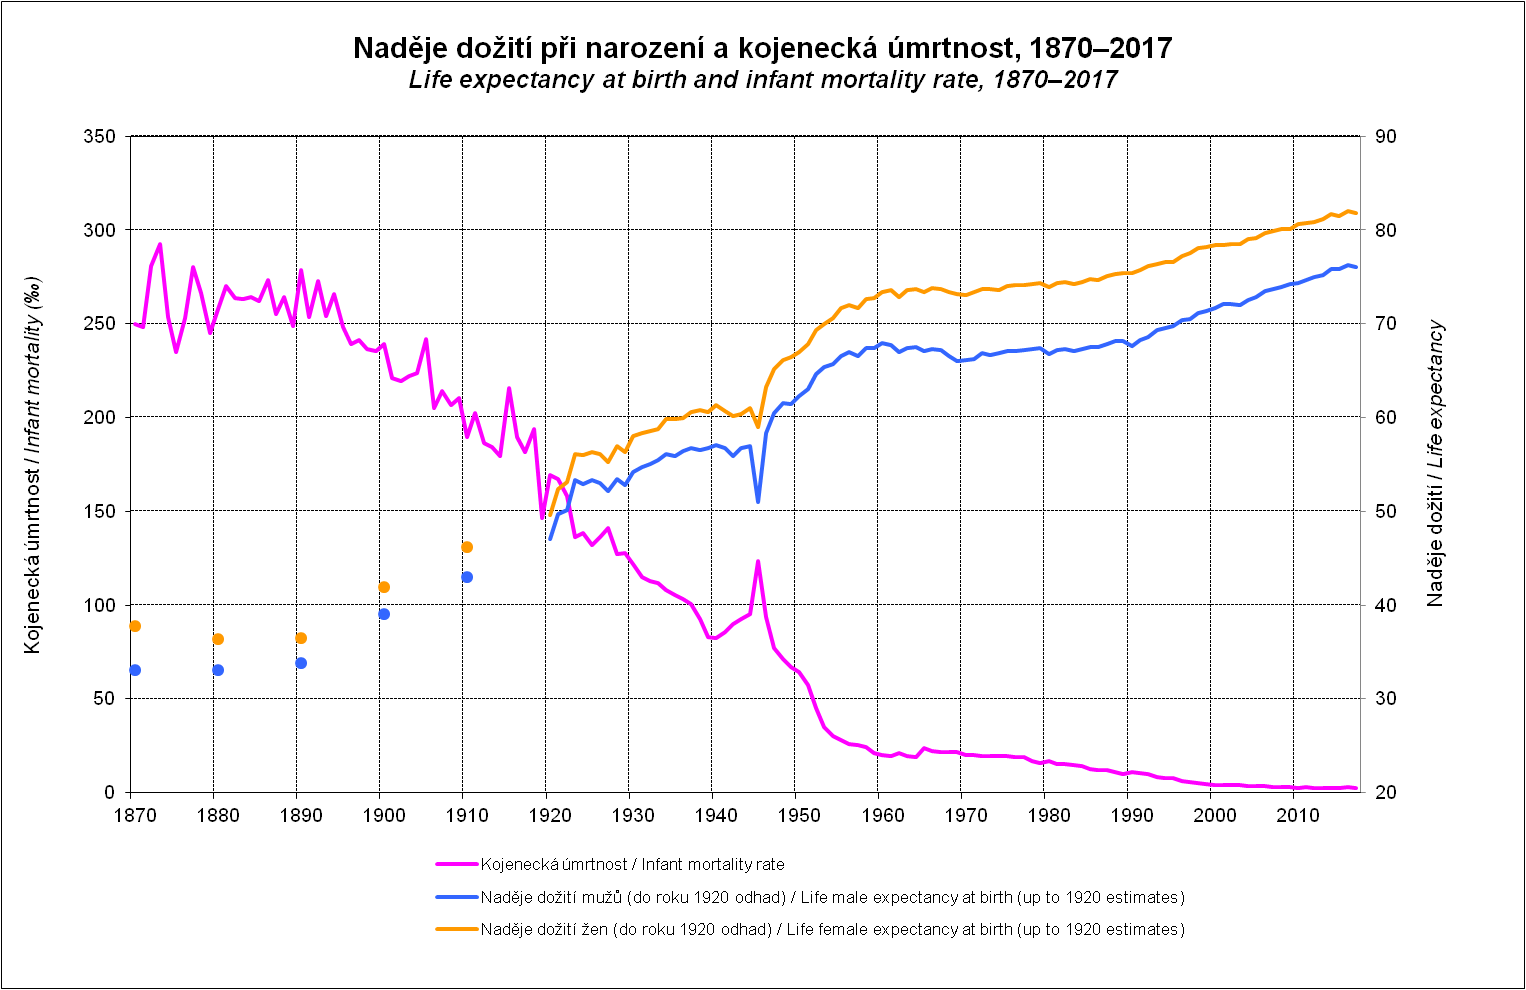 Naděje dožití při narození a kojenecká úmrtnost, 1870–2017
Life expectancy at birth and infant mortality rate, 1870–2017
Kojenecká úmrtnost / Infant mortality (‰)
350
300
250
200
150
100
50
0
90
80
70
60
50
40
30
20
Naděje dožití / Life expectancy
1870 1880 1890 1900 1910 1920 1930 1940 1950 1960 1970 1980 1990 2000 2010
Kojenecká úmrtnost / Infant mortality rate
Naděje dožití mužů (do roku 1920 odhad) / Life male expectancy at birth (up to 1920 estimates)
Naděje dožití žen (do roku 1920 odhad) / Life female expectancy at birth (up to 1920 estimates)